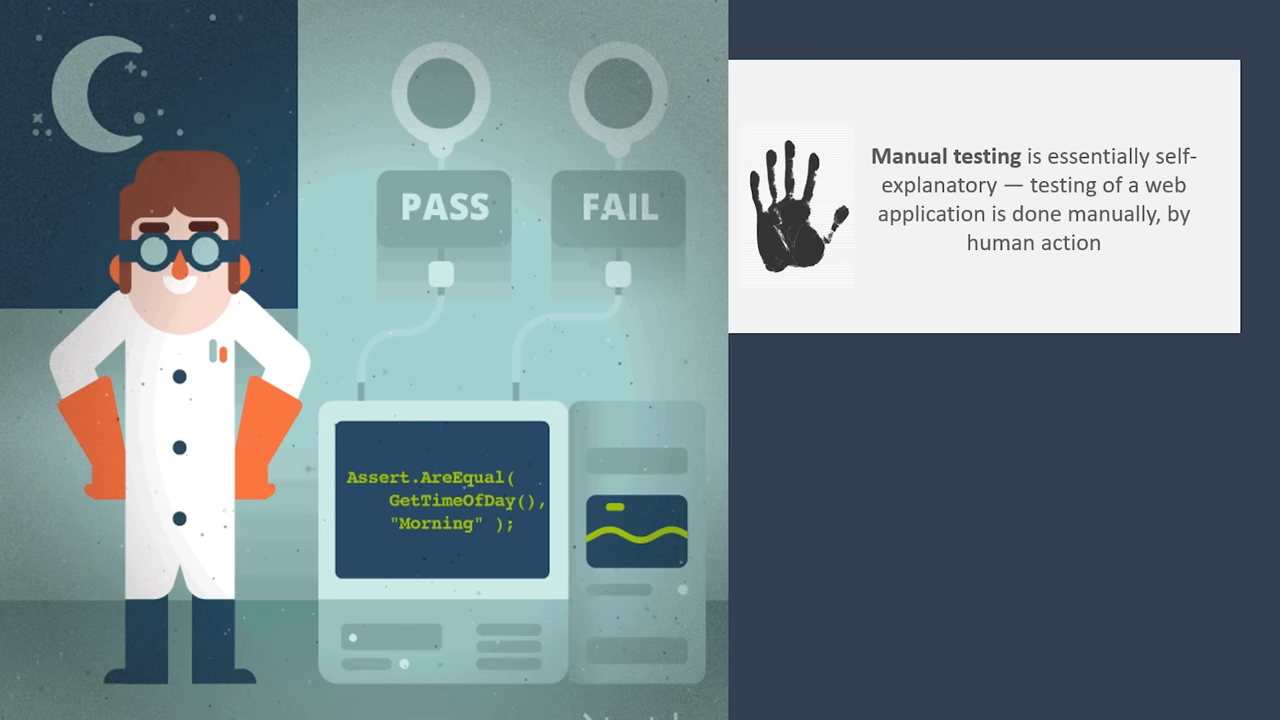 PASS
FAIL
Assert.AreEqual(
GetTimeOfDay(),
"Morning" );
Manual testing is essentially self-
explanatory — testing of a web
application is done manually, by
human action